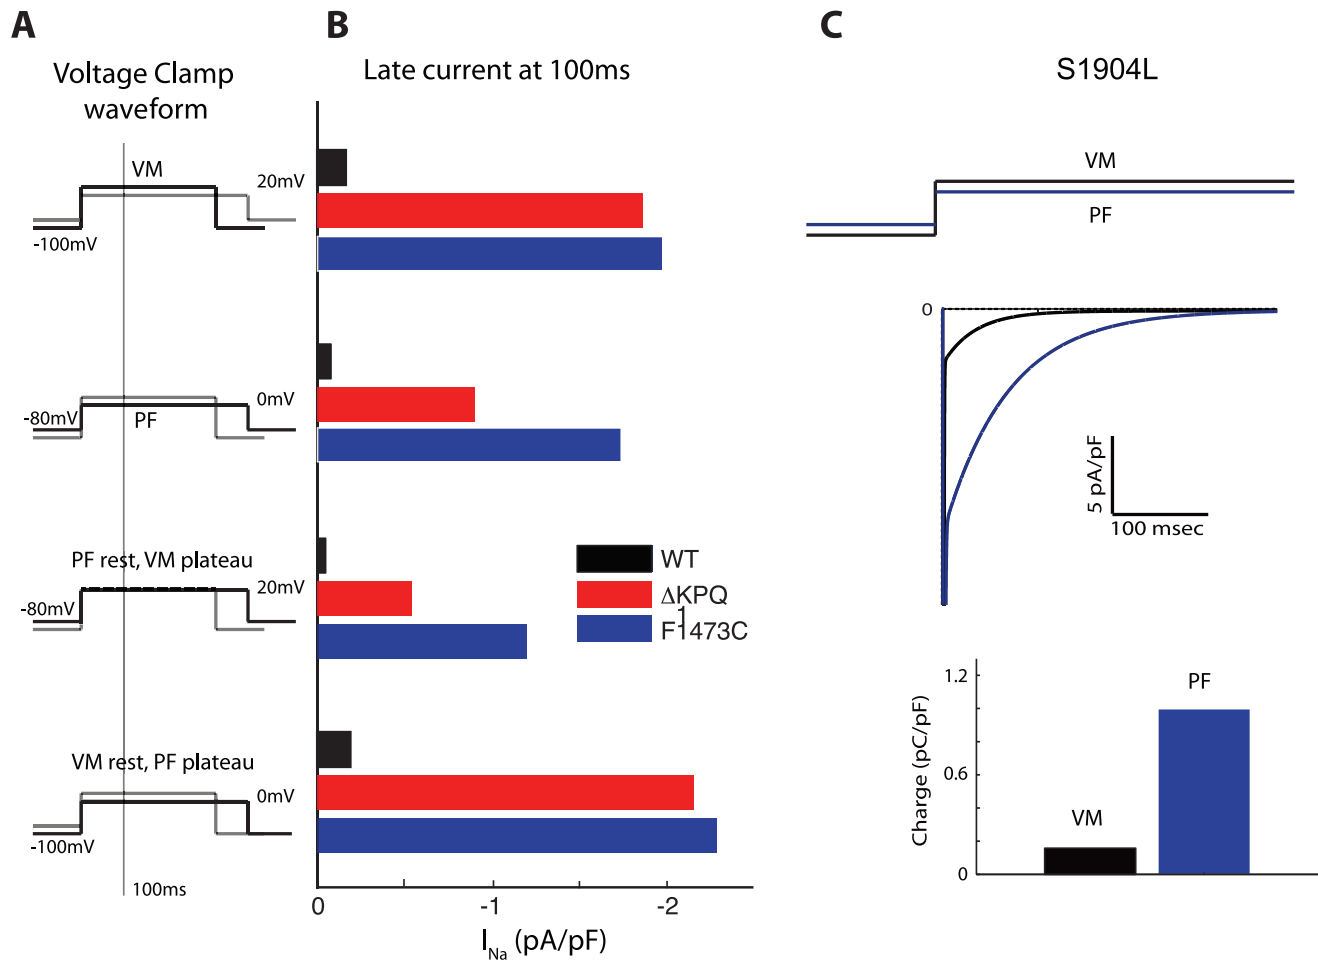 A
B
C
Voltage Clamp
waveform
Late current at 100ms
S1904L
VM
20mV
-100mV
0mV
-80mV
PF
PF rest, VM plateau
20mV
-80mV
VM rest, PF plateau
0mV
-100mV
100ms
WT
ΔKPQ
1
F1473C
0
-1
-2
INa (pA/pF)
VM
PF
0
5 pA/pF
100 msec
1.2
0.6
0
Charge (pC/pF)
VM
PF